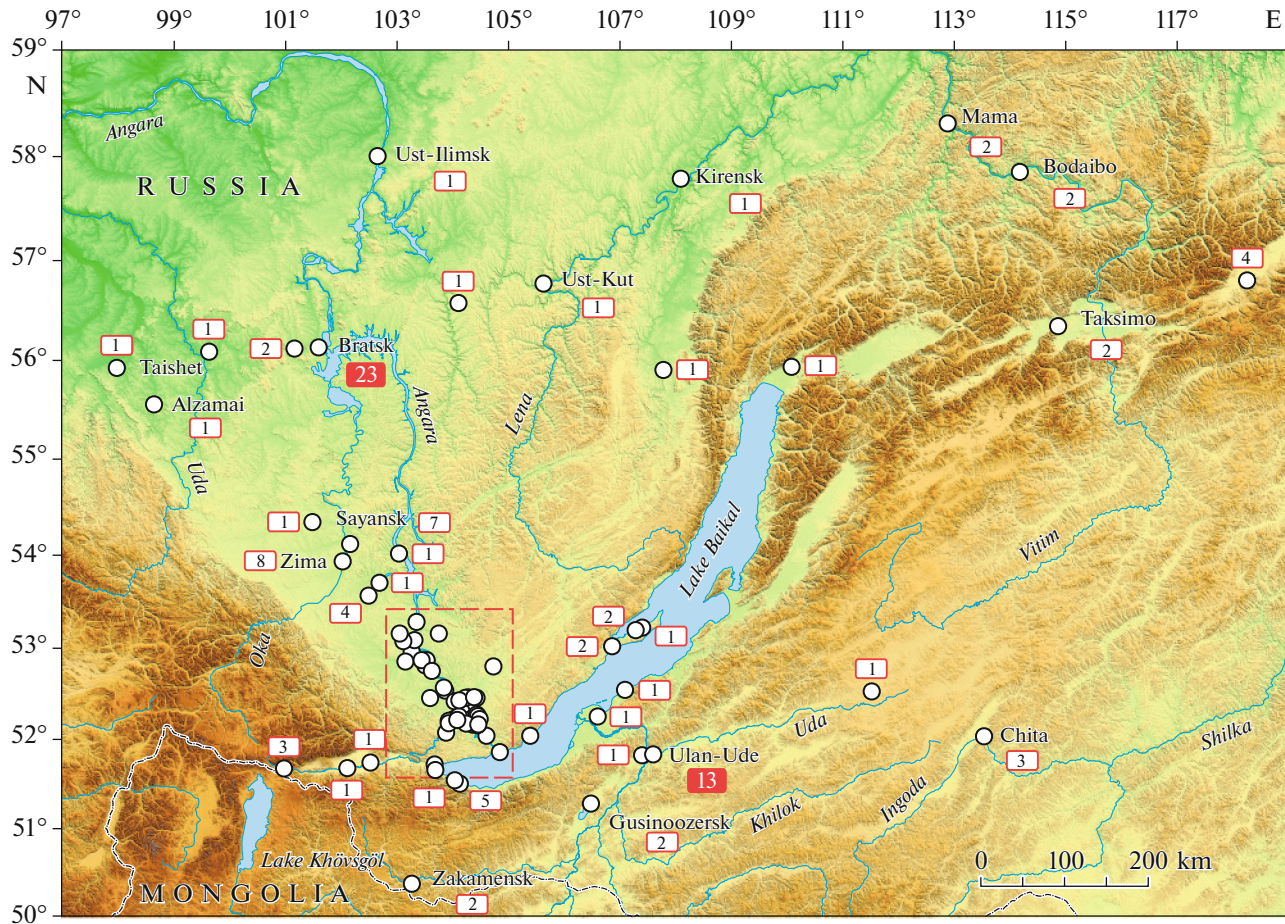 97° 99° 101° 103° 105° 107° 109° 111° 113° 115° 117° E
59°
N
Mama
Angara
2
58°
Ust-Ilimsk
Bodaibo
RUSSIA
1
Kirensk
2
1
57°
4
1
Ust-Kut
1
Taksimo
1
1
2
Bratsk
2
56°
Taishet
23
1
1
Alzamai
Angara
Lena
1
55°
Uda
Sayansk
7
1
54°
8
Zima
1
Lake Baikal
Vitim
1
4
2
1
53°
2
Oka
1
1
1
1
52°
Uda
Chita
Shilka
3
1
1
Ulan-Ude
3
13
1
1
5
51°
Gusinoozersk
Khilok
Ingoda
2
Lake Khövsgöl
0 100 200 km
MONGOLIA
Zakamensk
2
50°